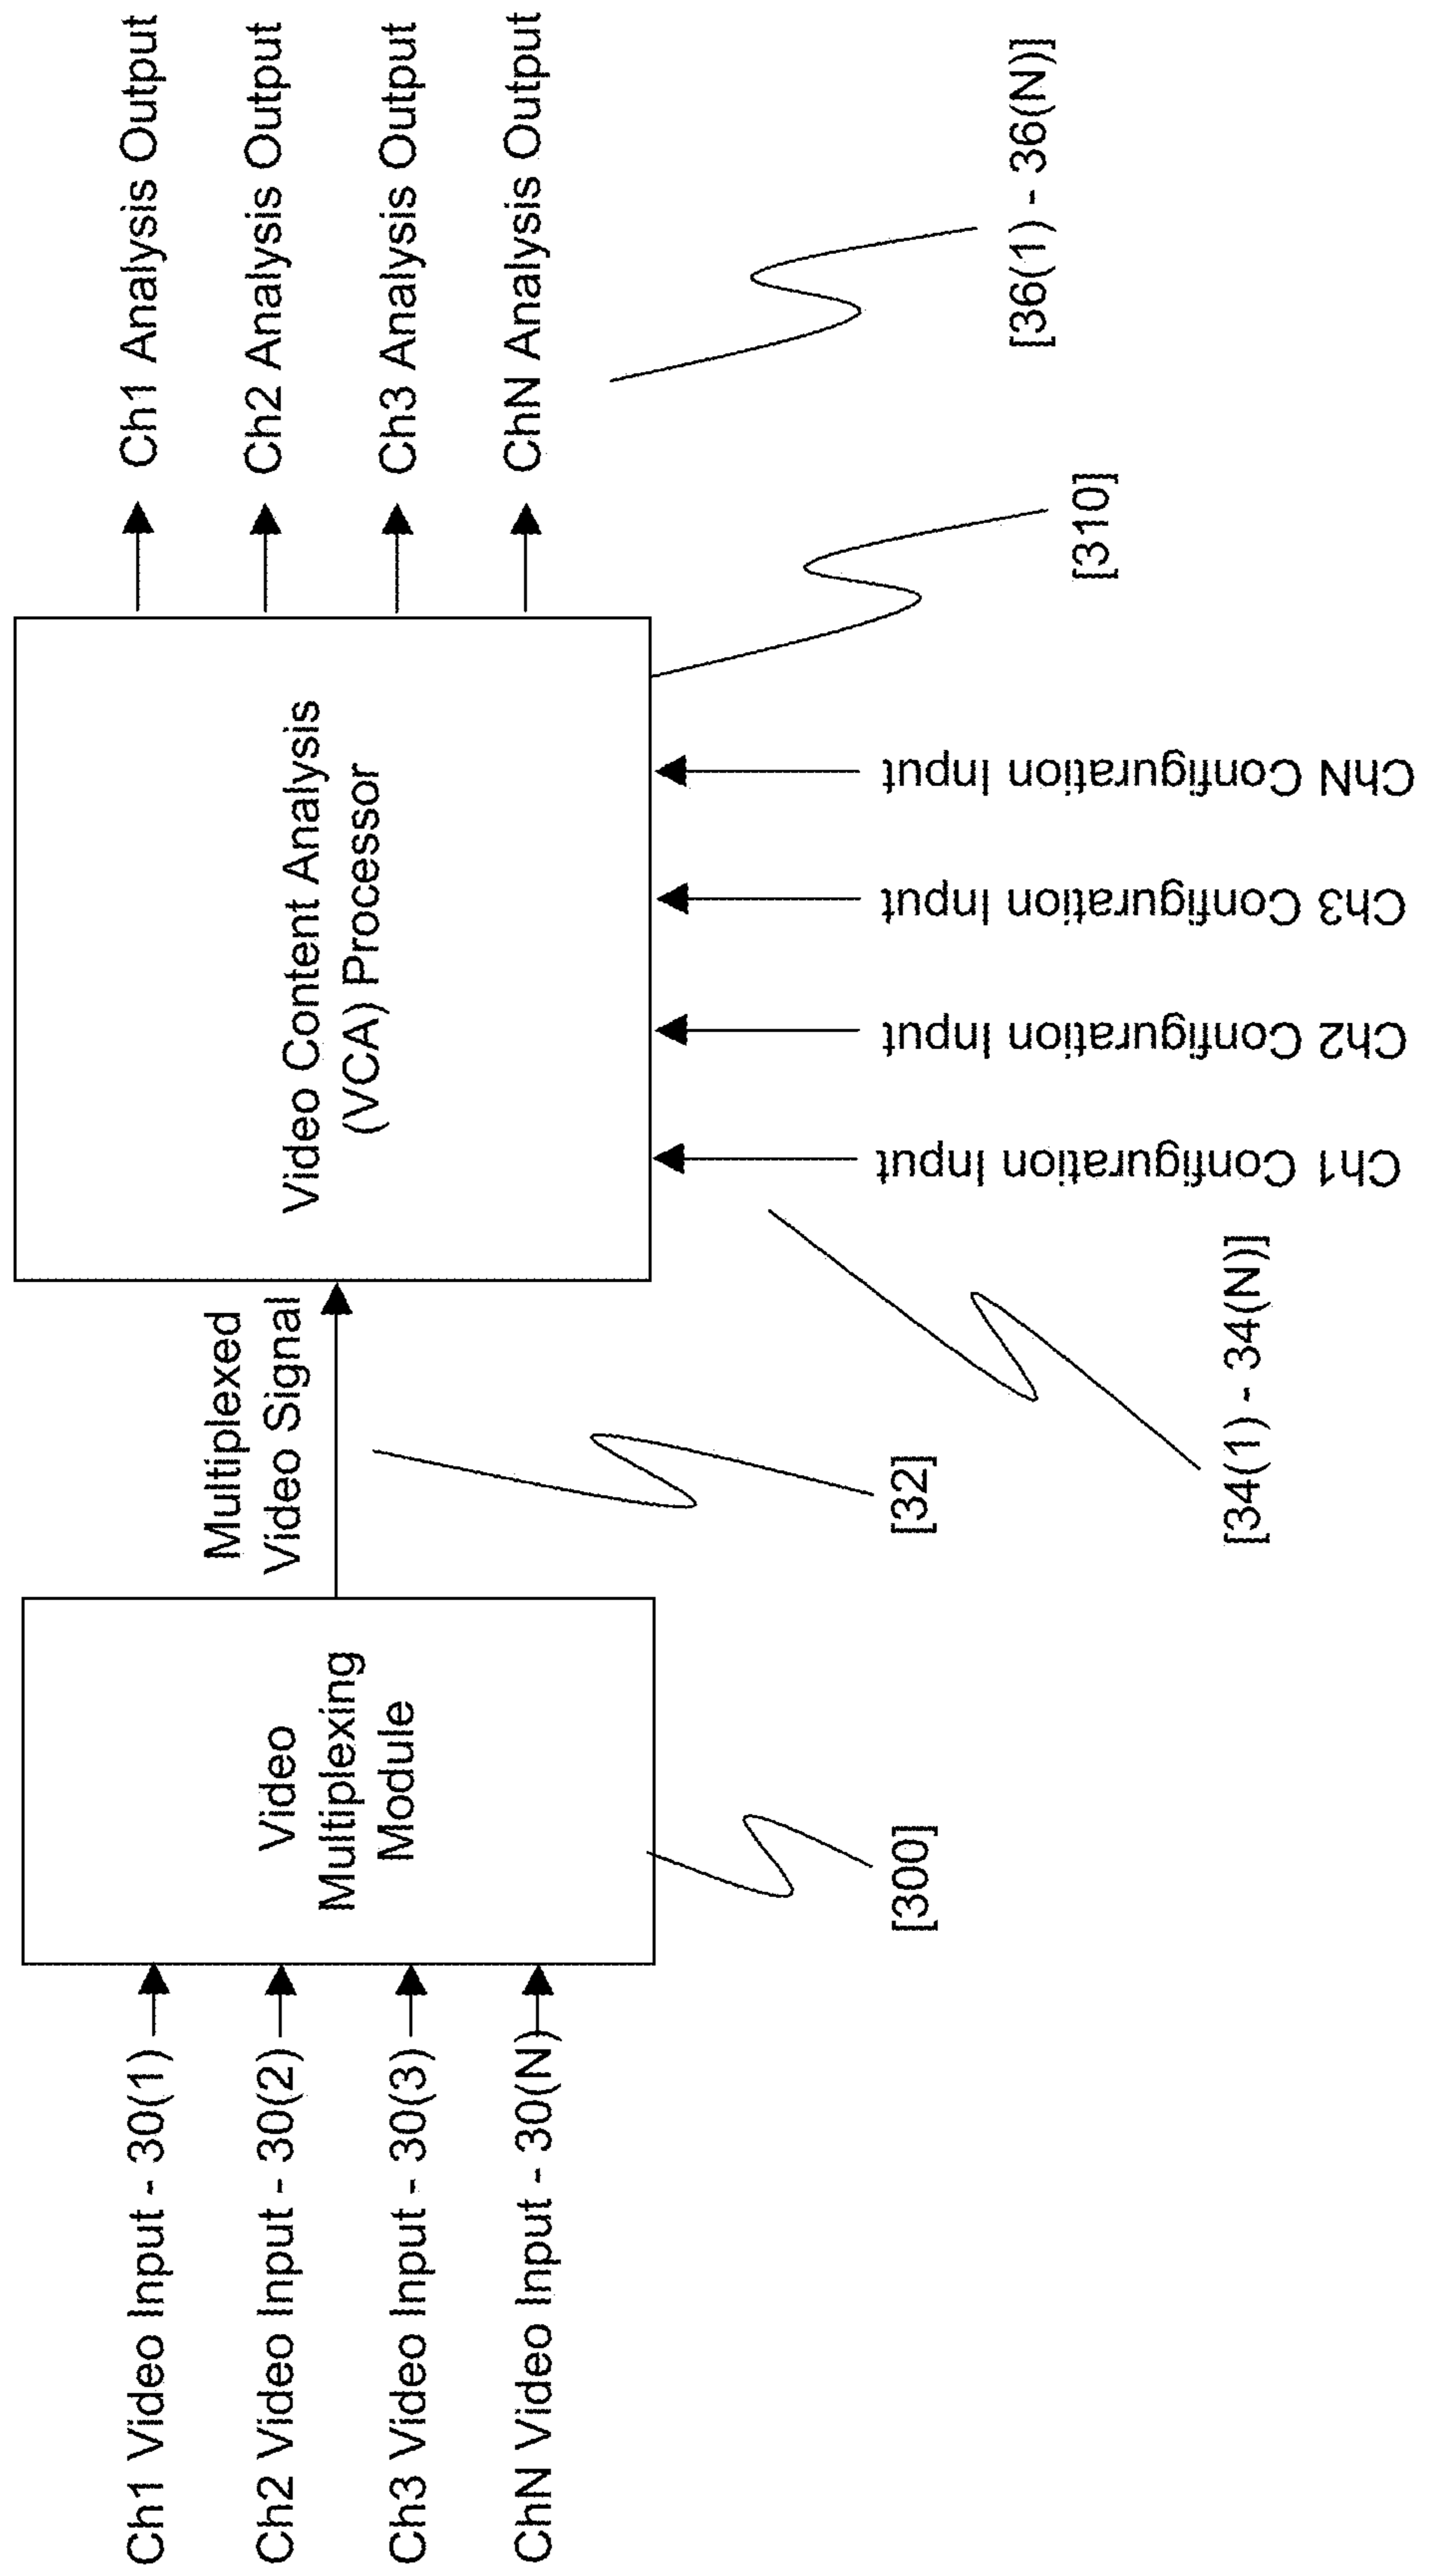 Ch1 Video Input - 30(1)
Ch2 Video Input - 30(2)
Ch3 Video Input - 30(3)
ChN Video Input - 30(N)
Video
Multiplexing
Module
[300]
Multiplexed
Video Signal
[32]
Video Content Analysis
(VCA) Processor
[310]
Ch1 Configuration Input
Ch2 Configuration Input
Ch3 Configuration Input
ChN Configuration Input
[34(1) - 34(N)]
Ch1 Analysis Output
Ch2 Analysis Output
Ch3 Analysis Output
ChN Analysis Output
[36(1) - 36(N)]